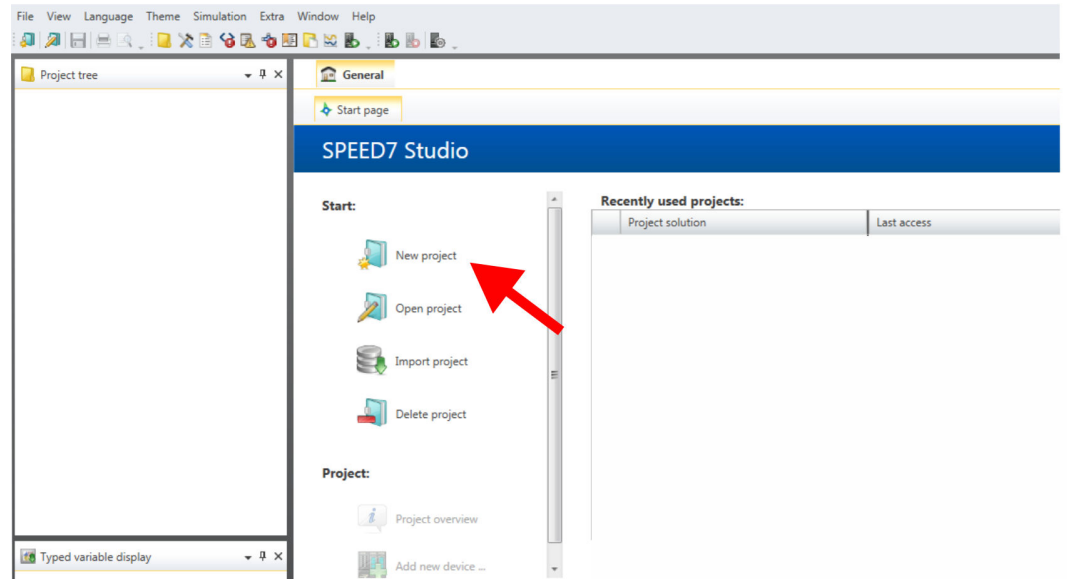 File View Language Theme Simulation Extra Window Help
Project tree
General
Start page
SPEED7 Studio
Start:
New project
Open project
Import project
Delete project
Project:
Project overview
Add new device ...
Recently used projects:
Project solution Last access
Typed variable display